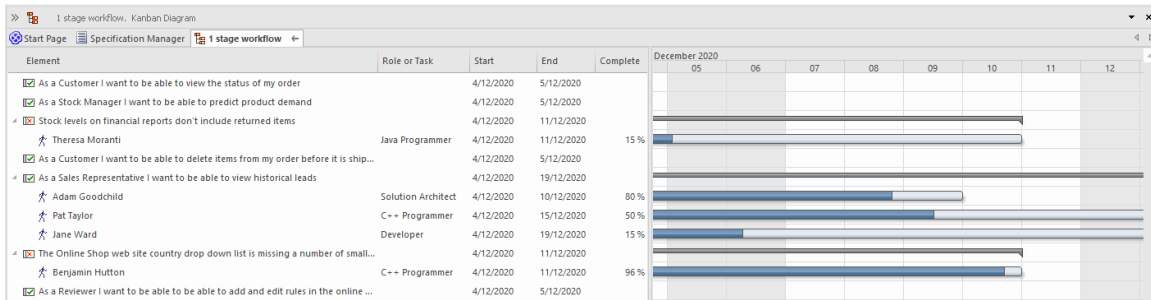 1 stage workflow. Kanban Diagram
Start Page Specification Manager 1 stage workflow
Element Role or Task Start End Complete December 2020
05 06 07 08 09 10 11 12
As a Customer I want to be able to view the status of my order 4/12/2020 5/12/2020
As a Stock Manager I want to be able to predict product demand 4/12/2020 5/12/2020
Stock levels on financial reports don't include returned items 4/12/2020 11/12/2020
Theresa Moranti Java Programmer 4/12/2020 11/12/2020 15 %
As a Customer I want to be able to delete items from my order before it is ship... 4/12/2020 5/12/2020
As a Sales Representative I want to be able to view historical leads 4/12/2020 19/12/2020
Adam Goodchild Solution Architect 4/12/2020 10/12/2020 80 %
Pat Taylor C++ Programmer 4/12/2020 15/12/2020 50 %
Jane Ward Developer 4/12/2020 19/12/2020 15 %
The Online Shop web site country drop down list is missing a number of small... 4/12/2020 11/12/2020
Benjamin Hutton C++ Programmer 4/12/2020 11/12/2020 96 %
As a Reviewer I want to be able to be able to add and edit rules in the online ... 4/12/2020 5/12/2020